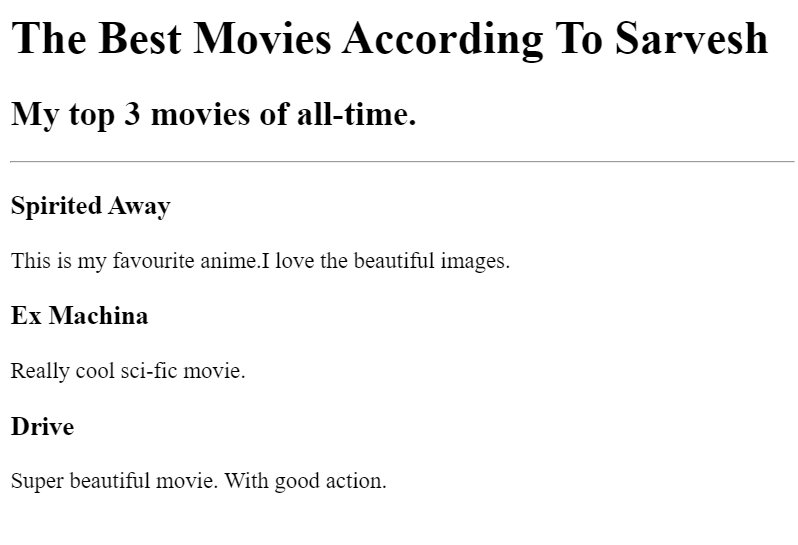 The Best Movies According To Sarvesh
My top 3 movies of all-time.
Spirited Away
This is my favourite anime.I love the beautiful images.
Ex Machina
Really cool sci-fic movie.
Drive
Super beautiful movie. With good action.